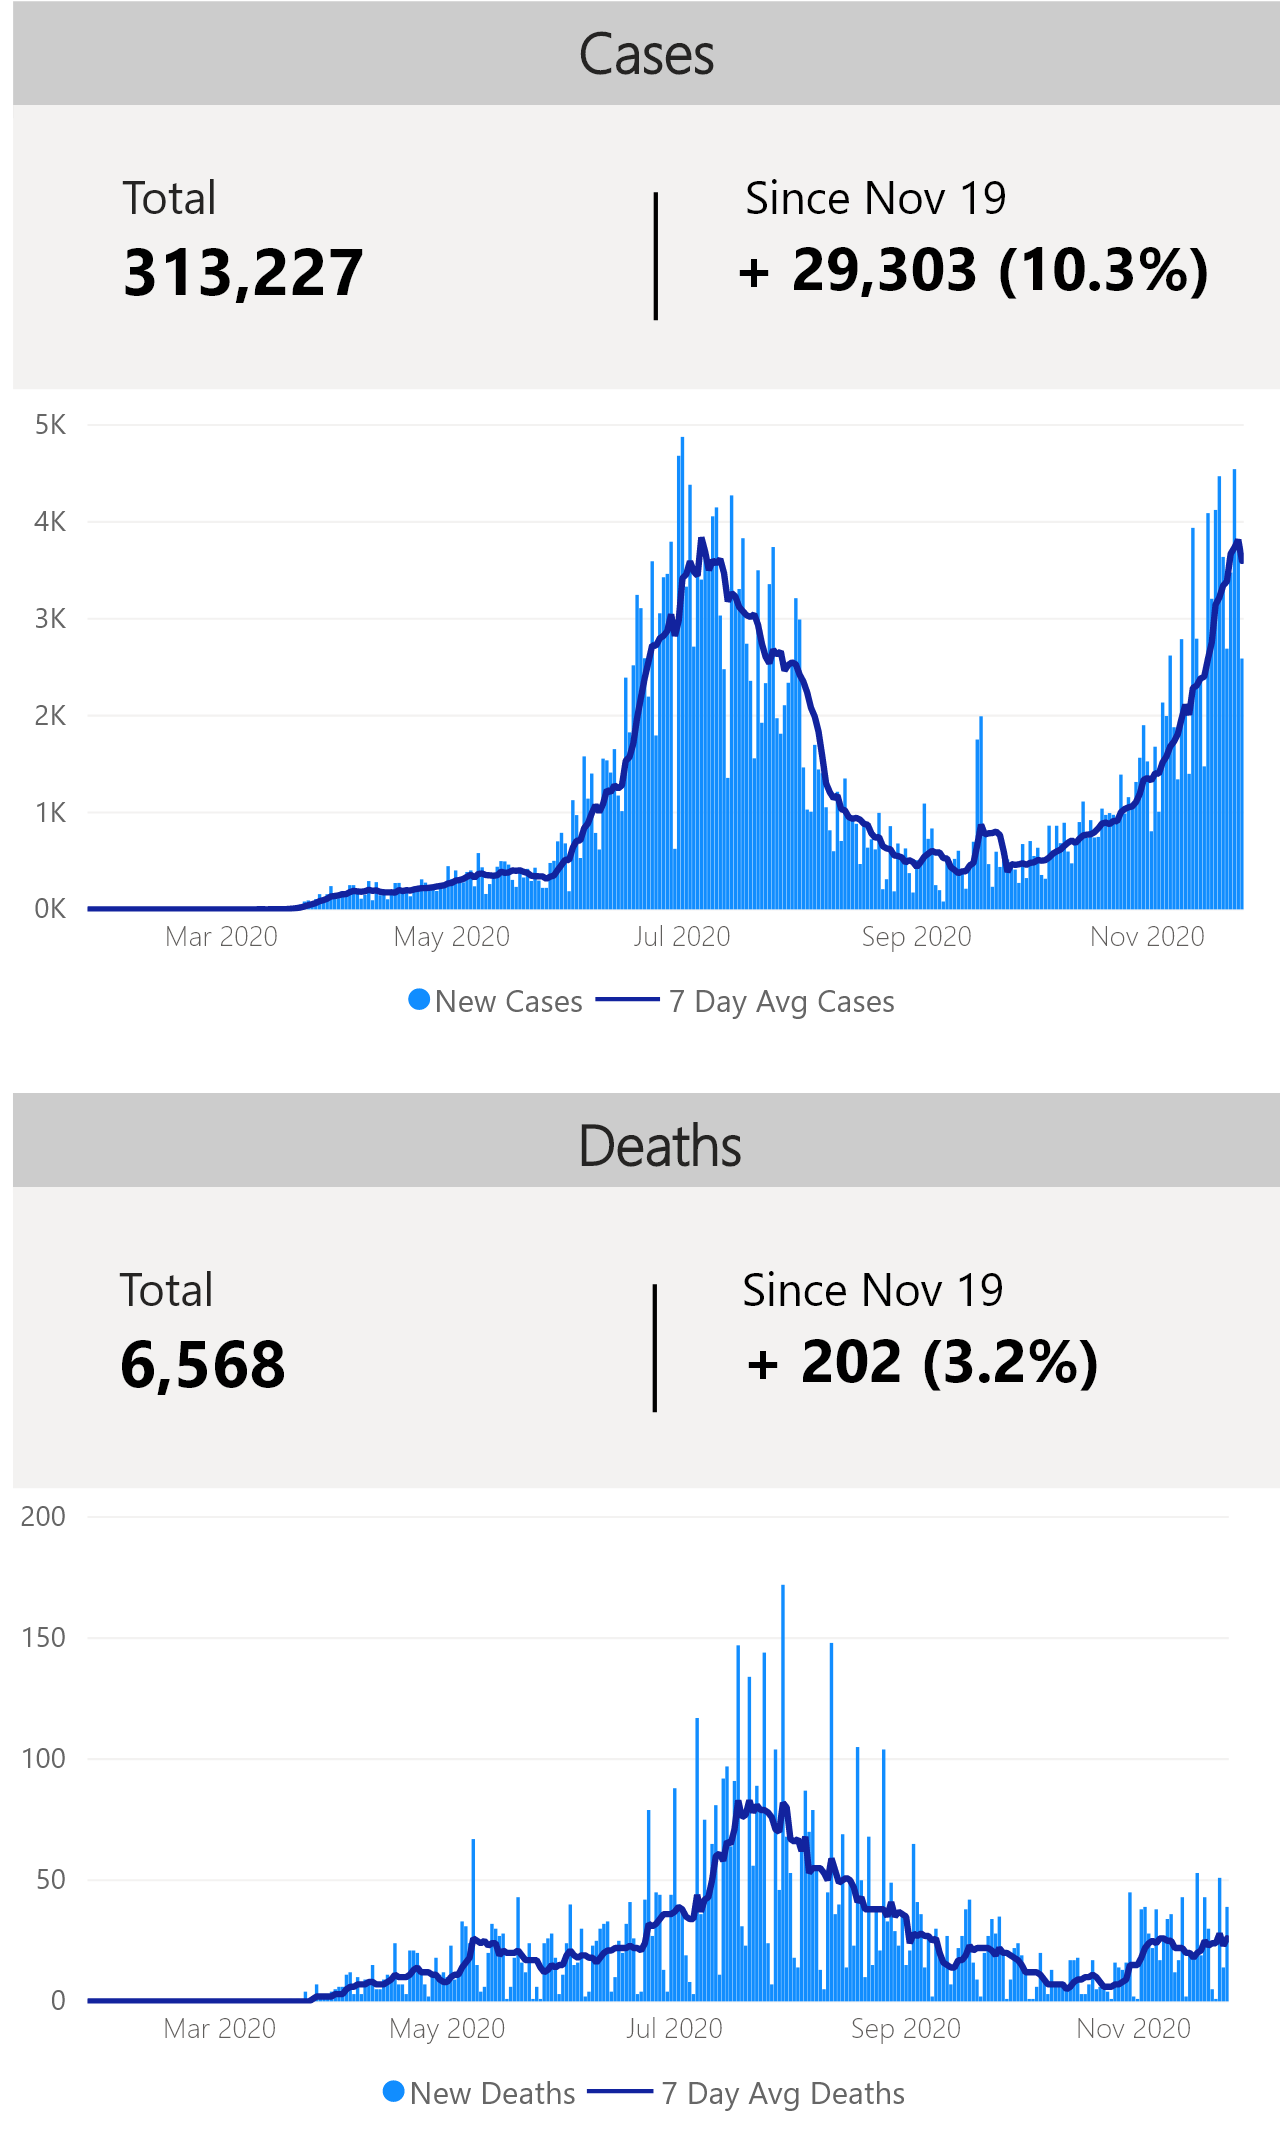 Cases
Total
Since Nov 19
313,227
+ 29,303 (10.3%)
5K
4K
3K
2K
1K
0K
Mar 2020 May 2020 Jul 2020 Sep 2020 Nov 2020
New Cases 7 Day Avg Cases
Deaths
Total
Since Nov 19
6,568
+ 202 (3.2%)
200
150
100
50
0
Mar 2020 May 2020 Jul 2020 Sep 2020 Nov 2020
New Deaths 7 Day Avg Deaths